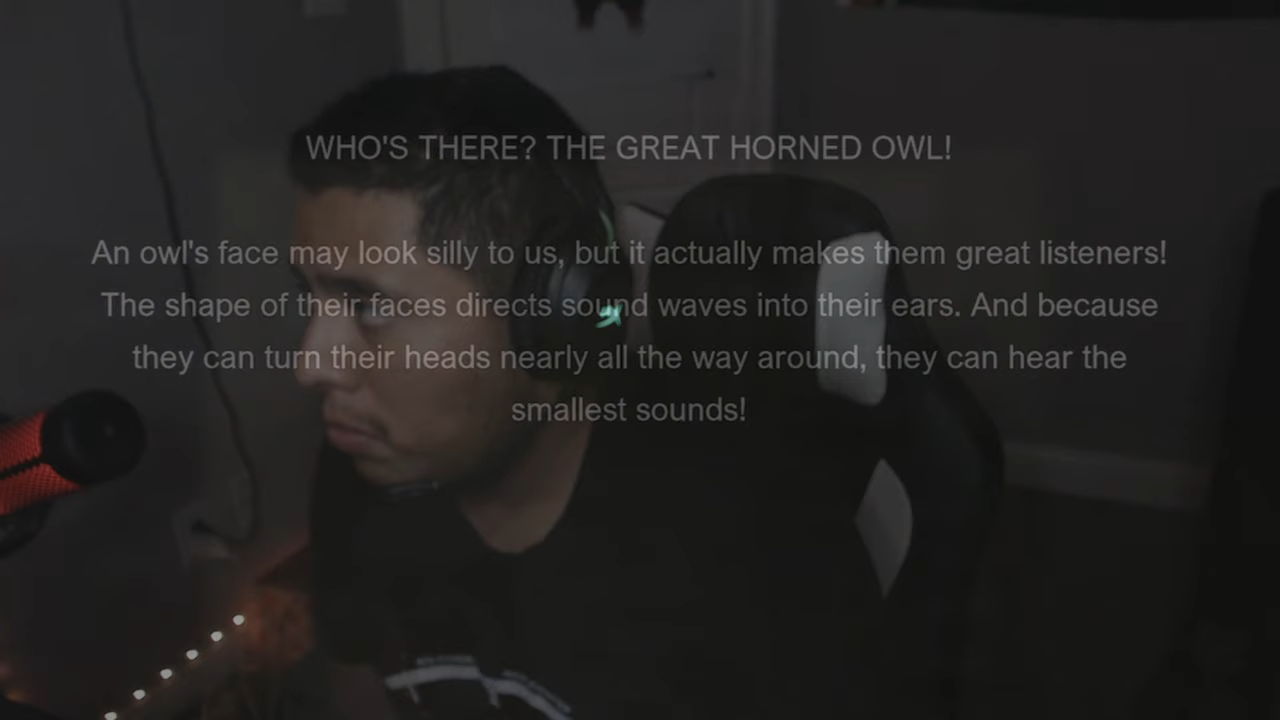 WHO'S THERE? THE GREAT HORNED OWL!
An owl's face may look silly to us, but it actually makes them great listeners!
The shape of their faces directs sound waves into their ears. And because
they can turn their heads nearly all the way around, they can hear the
smallest sounds!